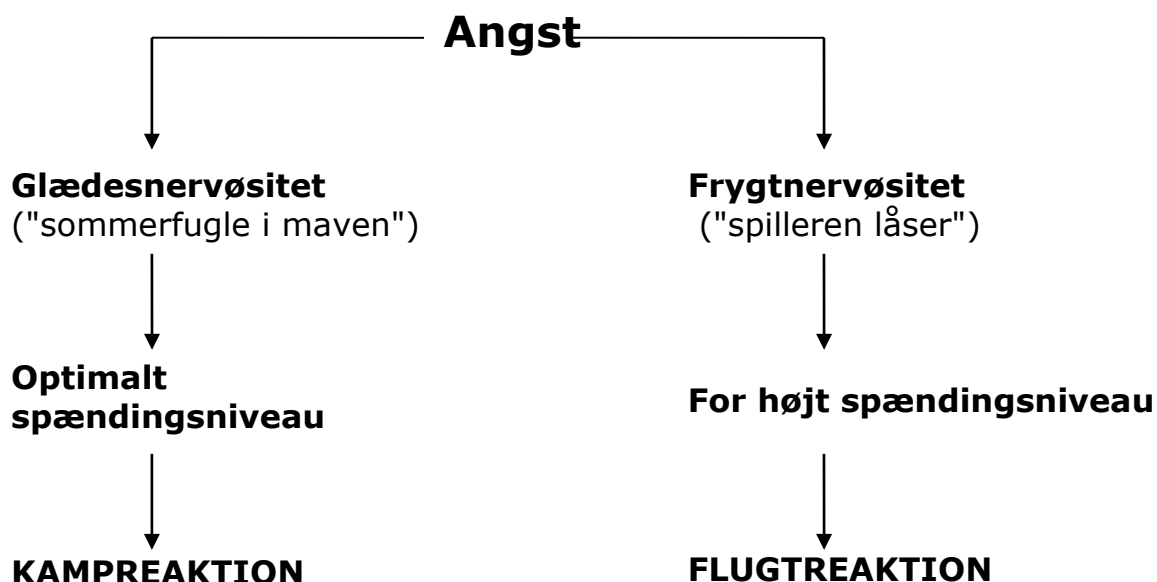 Angst
Glædesnervøsitet
("sommerfugle i maven")
Optimalt
spændingsniveau
KAMPREAKTION
Frygtnervøsitet
("spilleren låser")
For højt spændingsniveau
FLUGTREAKTION